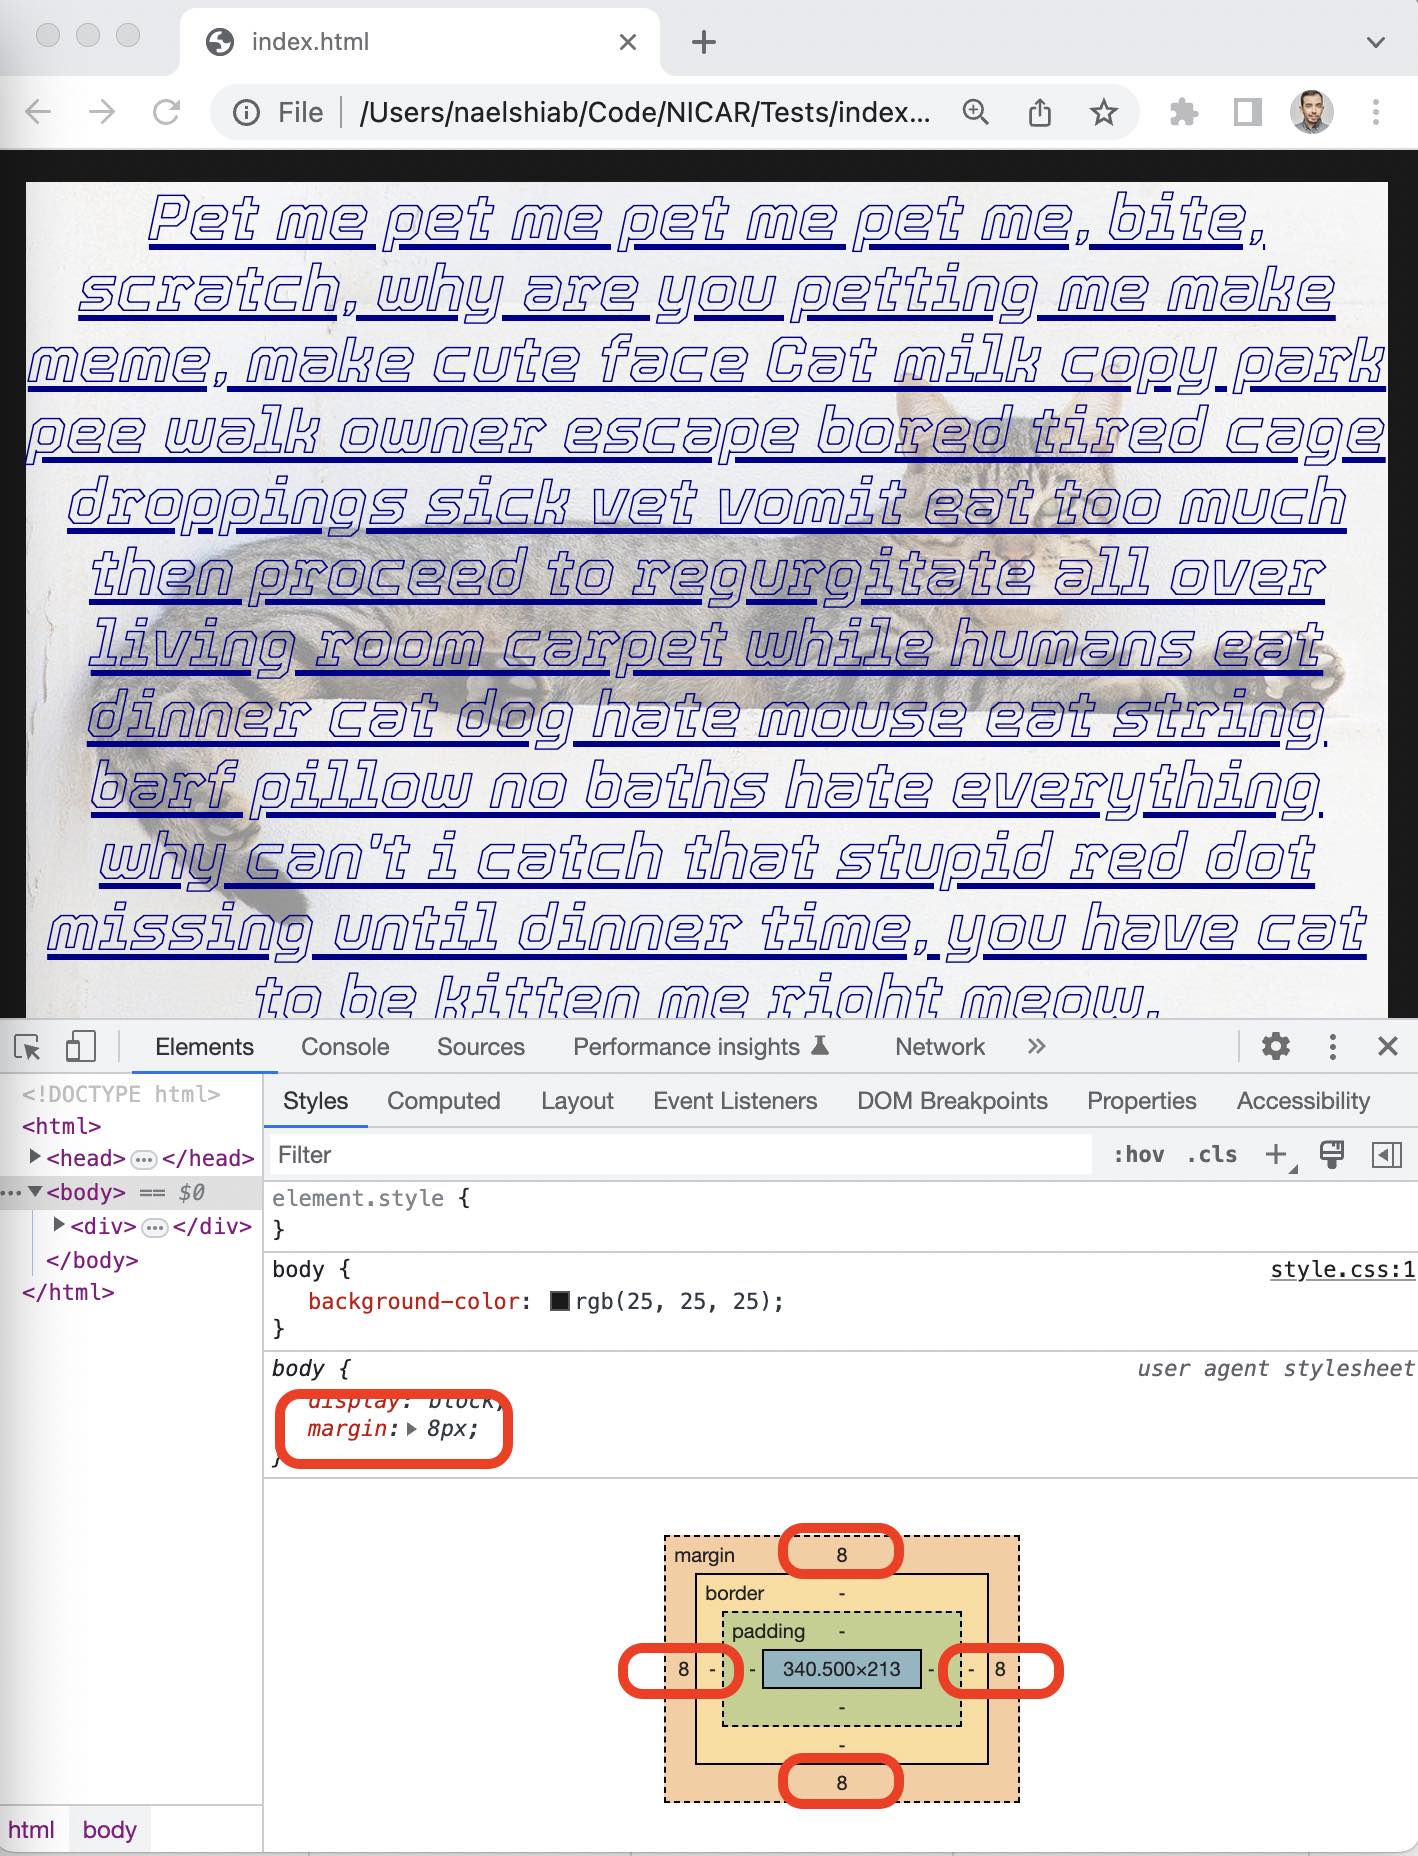 index.html
File /Users/naelshiab/Code/NICAR/Tests/index...
Pet me pet me pet me pet me, bite,
scratch, why are you petting me make
meme, make cute face Cat milk copy park
pee walk owner escape bored tired cage
droppings sick vet vomit eat too much
then proceed to regurgitate all over
living room carpet while humans eat
dinner cat dog hate mouse eat string
barf pillow no baths hate everything
why can't i catch that stupid red dot
missing until dinner time, you have cat
to be kitten me right meow.
Elements Console Sources Performance insights Network »
<!DOCTYPE html>
<html>
<head> ... </head>
... <body> == $0
<div> ... </div>
</body>
</html>
html body
Styles Computed Layout Event Listeners DOM Breakpoints Properties Accessibility
Filter :hov .cls +
element.style {
}
body { style.css:1
background-color: rgb(25, 25, 25);
}
body { user agent stylesheet
display: block;
margin: 8px;
}
margin 8
border -
padding -
8 - - 340.500×213 - - 8
-
-
8